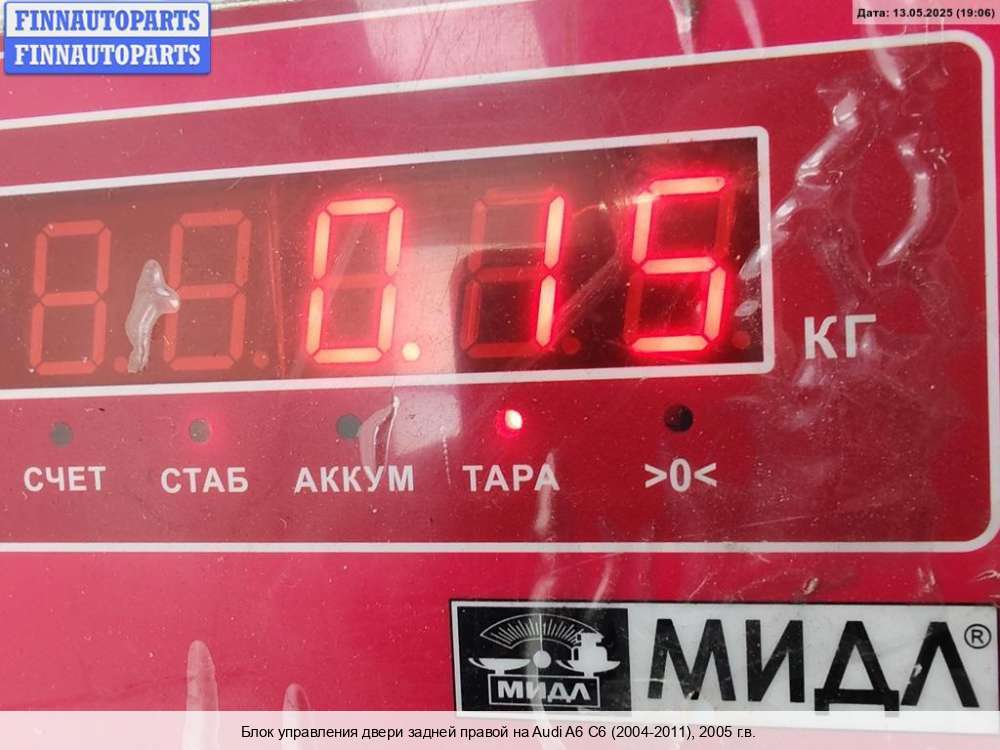 FINNAUTOPARTS
FINNAUTOPARTS
Дата: 13.05.2025 (19:06)
0.15
КГ
СЧЕТ СТАБ АККУМ ТАРА >0<
МИДЛ МИДЛ®
Блок управления двери задней правой на Audi A6 C6 (2004-2011), 2005 г.в.